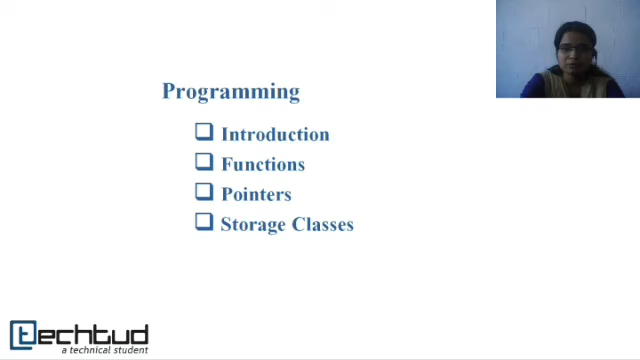 Programming
Introduction
Functions
Pointers
Storage Classes
techtud
a technical student